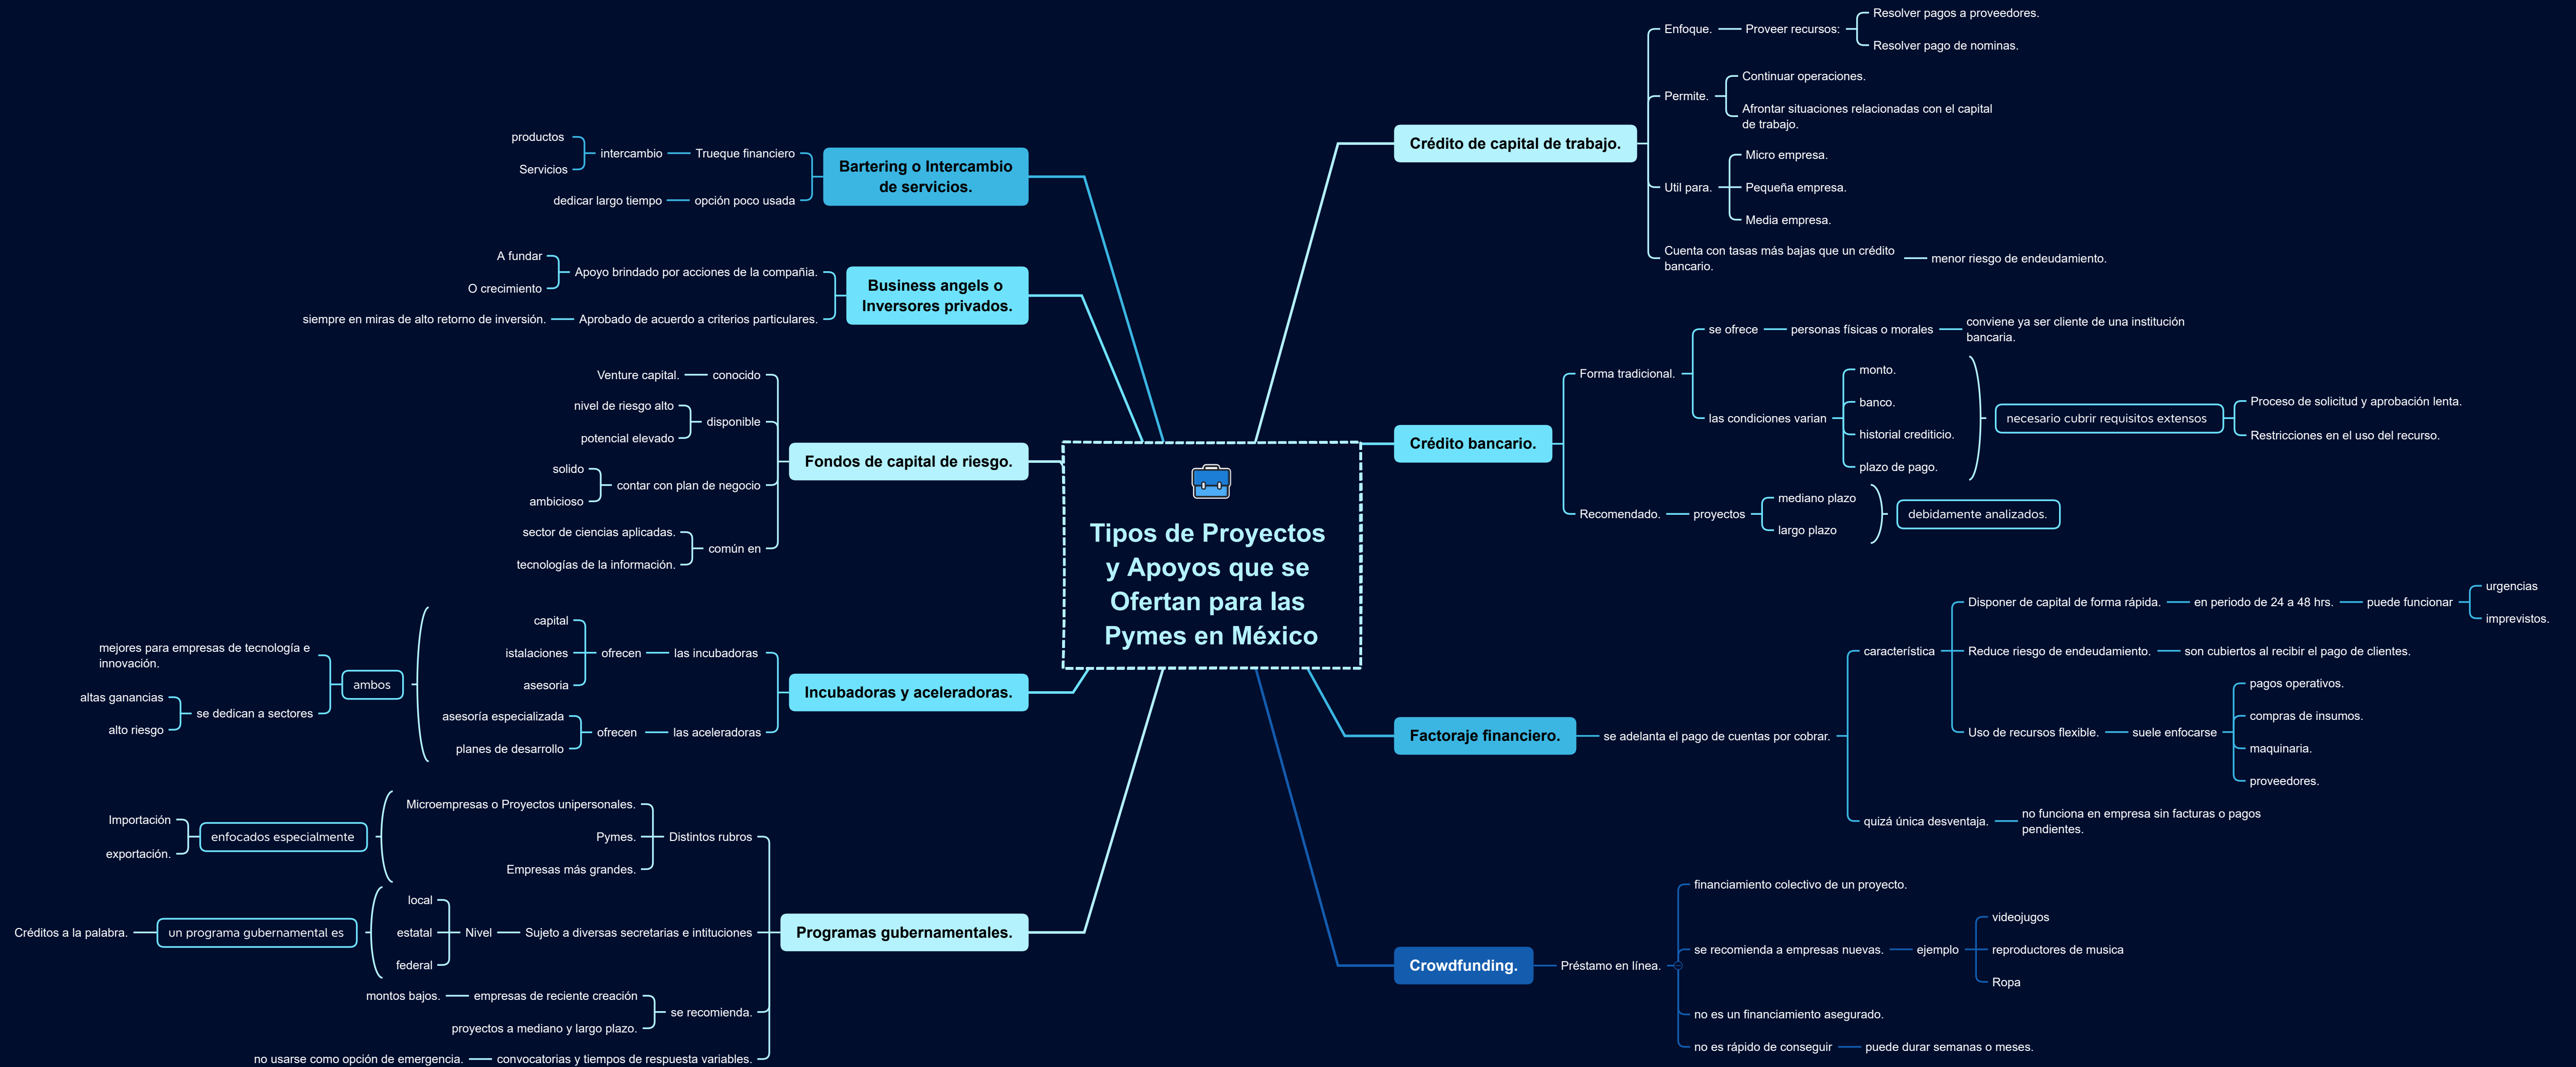 Tipos de Proyectos
y Apoyos que se
Ofertan para las
Pymes en México
Crédito de capital de trabajo.
Enfoque.
Proveer recursos:
Resolver pagos a proveedores.
Resolver pago de nominas.
Permite.
Continuar operaciones.
Afrontar situaciones relacionadas con el capital
de trabajo.
Util para.
Micro empresa.
Pequeña empresa.
Media empresa.
Cuenta con tasas más bajas que un crédito
bancario.
menor riesgo de endeudamiento.
Crédito bancario.
Forma tradicional.
se ofrece
personas físicas o morales
conviene ya ser cliente de una institución
bancaria.
las condiciones varian
monto.
banco.
historial crediticio.
plazo de pago.
necesario cubrir requisitos extensos
Proceso de solicitud y aprobación lenta.
Restricciones en el uso del recurso.
Recomendado.
proyectos
mediano plazo
largo plazo
debidamente analizados.
Factoraje financiero.
se adelanta el pago de cuentas por cobrar.
característica
Disponer de capital de forma rápida.
en periodo de 24 a 48 hrs.
puede funcionar
urgencias
imprevistos.
Reduce riesgo de endeudamiento.
son cubiertos al recibir el pago de clientes.
Uso de recursos flexible.
suele enfocarse
pagos operativos.
compras de insumos.
maquinaria.
proveedores.
quizá única desventaja.
no funciona en empresa sin facturas o pagos
pendientes.
Crowdfunding.
Préstamo en línea.
financiamiento colectivo de un proyecto.
se recomienda a empresas nuevas.
ejemplo
videojugos
reproductores de musica
Ropa
no es un financiamiento asegurado.
no es rápido de conseguir
puede durar semanas o meses.
Bartering o Intercambio
de servicios.
Trueque financiero
intercambio
productos
Servicios
opción poco usada
dedicar largo tiempo
Business angels o
Inversores privados.
Apoyo brindado por acciones de la compañia.
A fundar
O crecimiento
Aprobado de acuerdo a criterios particulares.
siempre en miras de alto retorno de inversión.
Fondos de capital de riesgo.
conocido
Venture capital.
disponible
nivel de riesgo alto
potencial elevado
contar con plan de negocio
solido
ambicioso
común en
sector de ciencias aplicadas.
tecnologías de la información.
Incubadoras y aceleradoras.
las incubadoras
ofrecen
capital
istalaciones
asesoria
las aceleradoras
ofrecen
asesoría especializada
planes de desarrollo
ambos
mejores para empresas de tecnología e
innovación.
se dedican a sectores
altas ganancias
alto riesgo
Programas gubernamentales.
Distintos rubros
Microempresas o Proyectos unipersonales.
Pymes.
Empresas más grandes.
enfocados especialmente
Importación
exportación.
Sujeto a diversas secretarias e intituciones
Nivel
local
estatal
federal
un programa gubernamental es
Créditos a la palabra.
se recomienda.
empresas de reciente creación
montos bajos.
proyectos a mediano y largo plazo.
convocatorias y tiempos de respuesta variables.
no usarse como opción de emergencia.